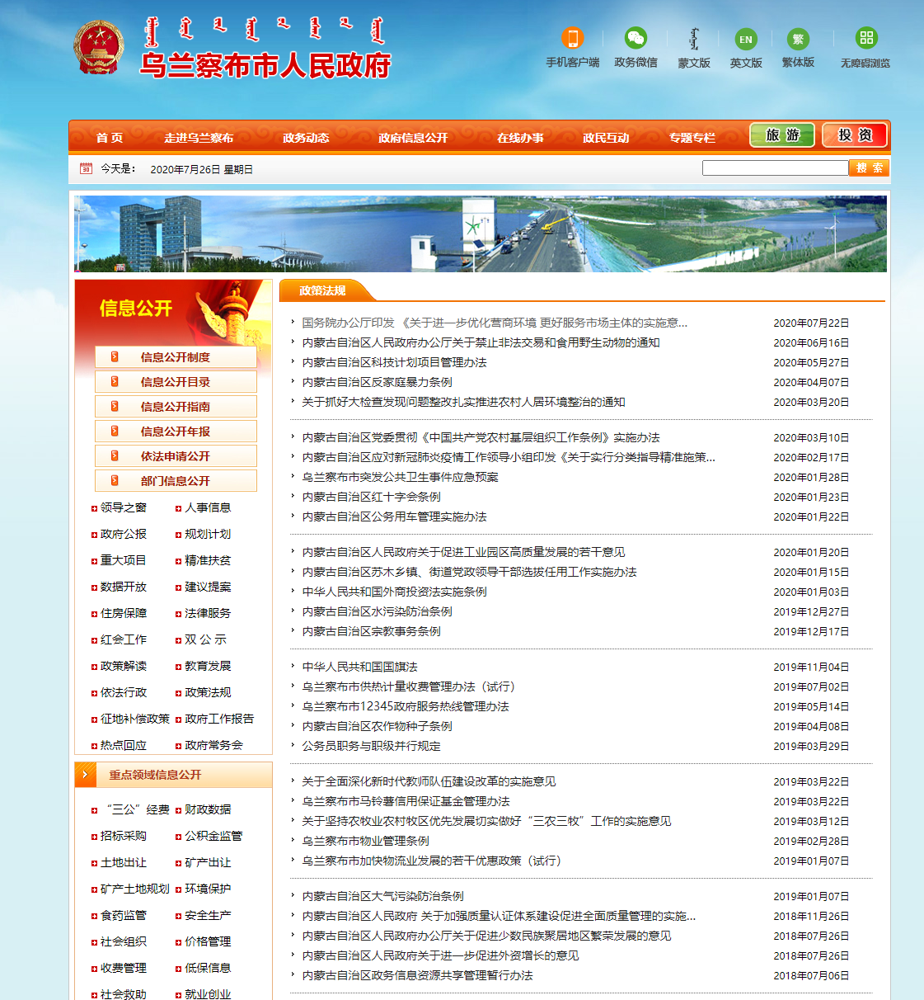 乌兰察布市人民政府
手机客户端 政务微信 蒙文版 英文版 繁体版 无障碍浏览
EN 繁
首 页 走进乌兰察布 政务动态 政府信息公开 在线办事 政民互动 专题专栏 旅 游 投 资
30 今天是： 2020年7月26日 星期日 搜 索
信息公开
信息公开制度
信息公开目录
信息公开指南
信息公开年报
依法申请公开
部门信息公开
领导之窗 人事信息
政府公报 规划计划
重大项目 精准扶贫
数据开放 建议提案
住房保障 法律服务
红会工作 双 公 示
政策解读 教育发展
依法行政 政策法规
征地补偿政策 政府工作报告
热点回应 政府常务会
重点领域信息公开
“三公”经费 财政数据
招标采购 公积金监管
土地出让 矿产出让
矿产土地规划 环境保护
食药监管 安全生产
社会组织 价格管理
收费管理 低保信息
社会救助 就业创业
政策法规
国务院办公厅印发 《关于进一步优化营商环境 更好服务市场主体的实施意... 2020年07月22日
内蒙古自治区人民政府办公厅关于禁止非法交易和食用野生动物的通知 2020年06月16日
内蒙古自治区科技计划项目管理办法 2020年05月27日
内蒙古自治区反家庭暴力条例 2020年04月07日
关于抓好大检查发现问题整改扎实推进农村人居环境整治的通知 2020年03月20日
内蒙古自治区党委贯彻《中国共产党农村基层组织工作条例》实施办法 2020年03月10日
内蒙古自治区应对新冠肺炎疫情工作领导小组印发《关于实行分类指导精准施策... 2020年02月17日
乌兰察布市突发公共卫生事件应急预案 2020年01月28日
内蒙古自治区红十字会条例 2020年01月23日
内蒙古自治区公务用车管理实施办法 2020年01月22日
内蒙古自治区人民政府关于促进工业园区高质量发展的若干意见 2020年01月20日
内蒙古自治区苏木乡镇、街道党政领导干部选拔任用工作实施办法 2020年01月15日
中华人民共和国外商投资法实施条例 2020年01月03日
内蒙古自治区水污染防治条例 2019年12月27日
内蒙古自治区宗教事务条例 2019年12月17日
中华人民共和国国旗法 2019年11月04日
乌兰察布市供热计量收费管理办法（试行） 2019年07月02日
乌兰察布市12345政府服务热线管理办法 2019年05月14日
内蒙古自治区农作物种子条例 2019年04月08日
公务员职务与职级并行规定 2019年03月29日
关于全面深化新时代教师队伍建设改革的实施意见 2019年03月22日
乌兰察布市马铃薯信用保证基金管理办法 2019年03月22日
关于坚持农牧业农村牧区优先发展切实做好“三农三牧”工作的实施意见 2019年03月12日
乌兰察布市物业管理条例 2019年02月28日
乌兰察布市加快物流业发展的若干优惠政策（试行） 2019年01月07日
内蒙古自治区大气污染防治条例 2019年01月07日
内蒙古自治区人民政府 关于加强质量认证体系建设促进全面质量管理的实施... 2018年11月26日
内蒙古自治区人民政府办公厅关于促进少数民族聚居地区繁荣发展的意见 2018年07月26日
内蒙古自治区人民政府关于进一步促进外资增长的意见 2018年07月26日
内蒙古自治区政务信息资源共享管理暂行办法 2018年07月06日